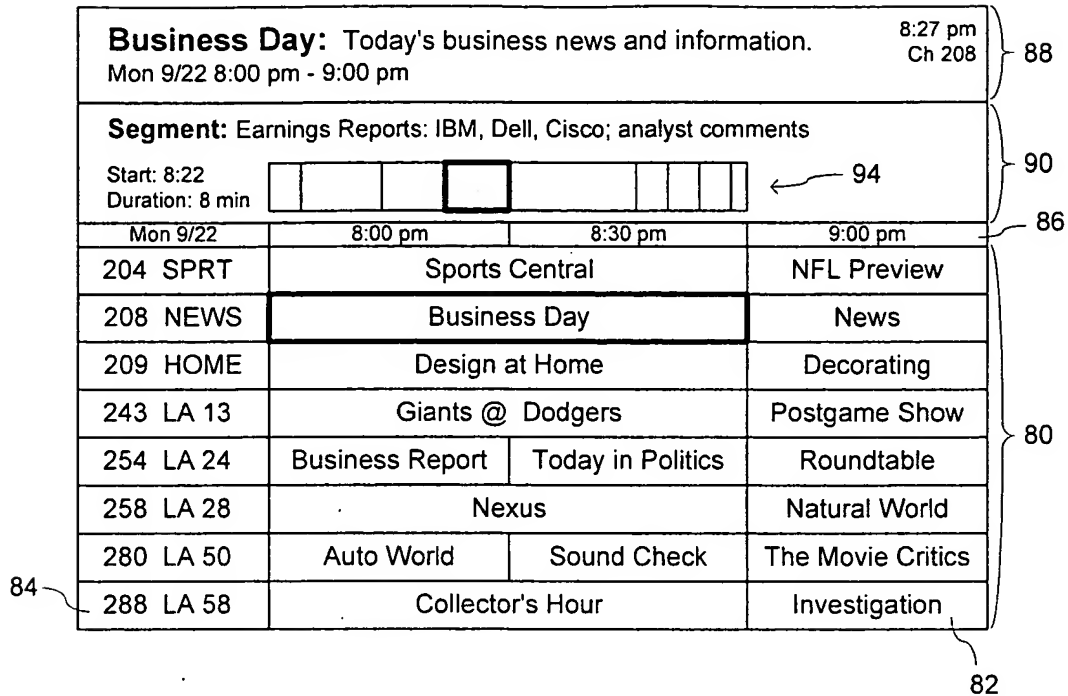 Business Day: Today's business news and information. 8:27 pm
Mon 9/22 8:00 pm - 9:00 pm Ch 208
88
Segment: Earnings Reports: IBM, Dell, Cisco; analyst comments
Start: 8:22
Duration: 8 min
94
90
86
Mon 9/22 8:00 pm 8:30 pm 9:00 pm
204 SPRT Sports Central NFL Preview
208 NEWS Business Day News
209 HOME Design at Home Decorating
243 LA 13 Giants @ Dodgers Postgame Show
80
254 LA 24 Business Report Today in Politics Roundtable
258 LA 28 Nexus Natural World
280 LA 50 Auto World Sound Check The Movie Critics
84
288 LA 58 Collector's Hour Investigation
82